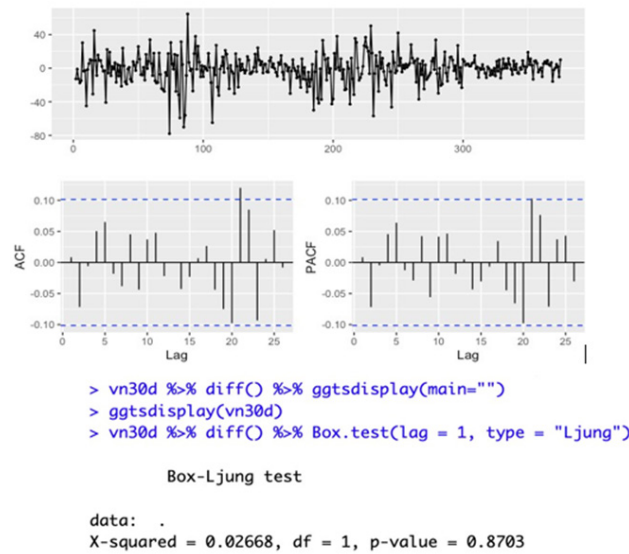 40
0
-40
-80
0 100 200 300
0.10
0.05
0.00
-0.05
-0.10
ACF
0 5 10 15 20 25
Lag
0.10
0.05
0.00
-0.05
-0.10
PACF
0 5 10 15 20 25
Lag
> vn30d %>% diff() %>% ggtsdisplay(main="")
> ggtsdisplay(vn30d)
> vn30d %>% diff() %>% Box.test(lag = 1, type = "Ljung")
Box-Ljung test
data:  .
X-squared = 0.02668, df = 1, p-value = 0.8703